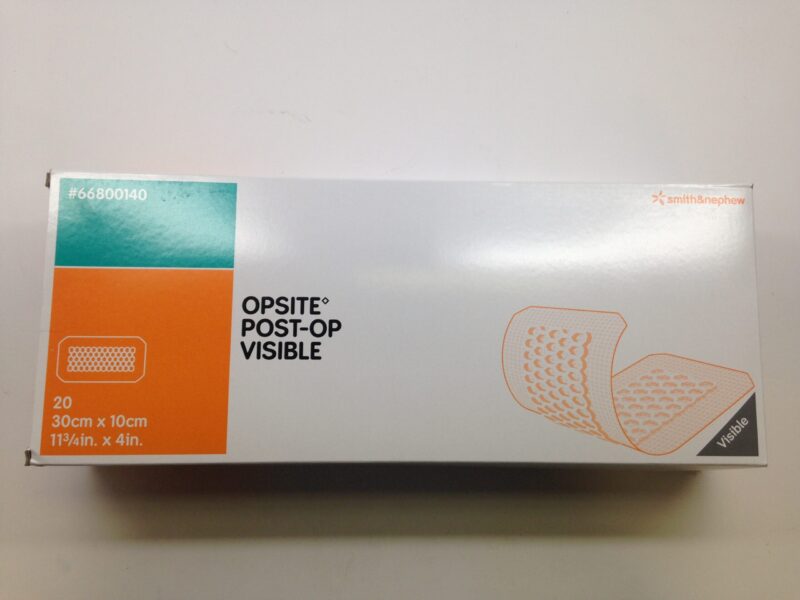 #66800140
smith&nephew
OPSITE◊
POST-OP
VISIBLE
20
30cm x 10cm
11¾in. x 4in.
Visible